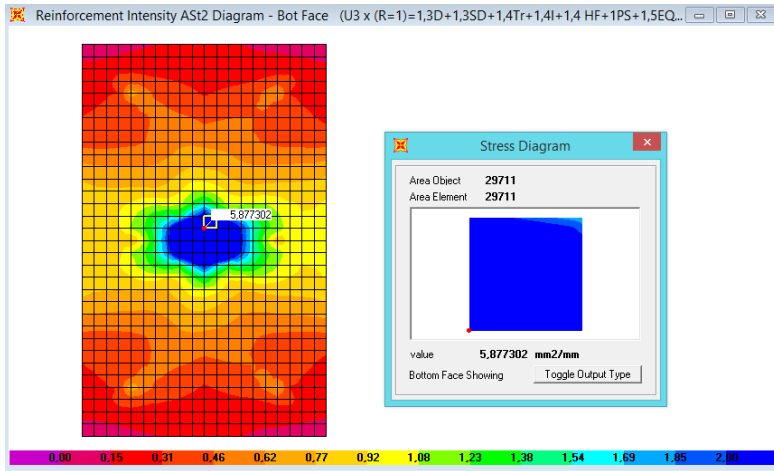 Reinforcement Intensity ASt2 Diagram - Bot Face (U3 x (R=1)=1,3D+1,3SD+1,4Tr+1,4I+1,4 HF+1PS+1,5EQ...
5,877302
Stress Diagram
Area Object 29711
Area Element 29711
value 5,877302 mm2/mm
Bottom Face Showing Toggle Output Type
0,00 0,15 0,31 0,46 0,62 0,77 0,92 1,08 1,23 1,38 1,54 1,69 1,85 2,00